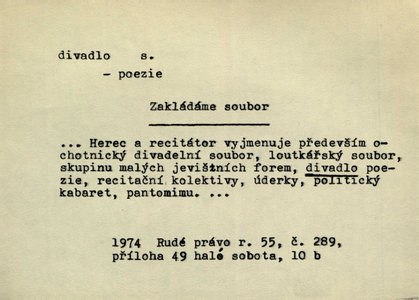 divadlo s.
- poezie
Zakládáme soubor
... Herec a recitátor vyjmenuje především o-
chotnický divadelní soubor, loutkářský soubor,
skupinu malých jevištních forem, divadlo poe-
zie, recitační kolektivy, úderky, politický
kabaret, pantomimu. ...
1974 Rudé právo r. 55, č. 289,
příloha 49 haló sobota, 10 b